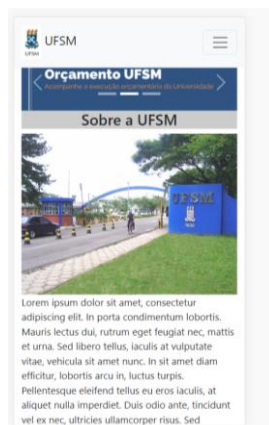 UFSM
UFSM
Orçamento UFSM
Acompanhe a execução orçamentária da Universidade
Sobre a UFSM
UFSM
Lorem ipsum dolor sit amet, consectetur
adipiscing elit. In porta condimentum lobortis.
Mauris lectus dui, rutrum eget feugiat nec, mattis
et urna. Sed libero tellus, iaculis at vulputate
vitae, vehicula sit amet nunc. In sit amet diam
efficitur, lobortis arcu in, luctus turpis.
Pellentesque eleifend tellus eu eros iaculis, at
aliquet nulla imperdiet. Duis odio ante, tincidunt
vel ex nec, ultricies ullamcorper risus. Sed